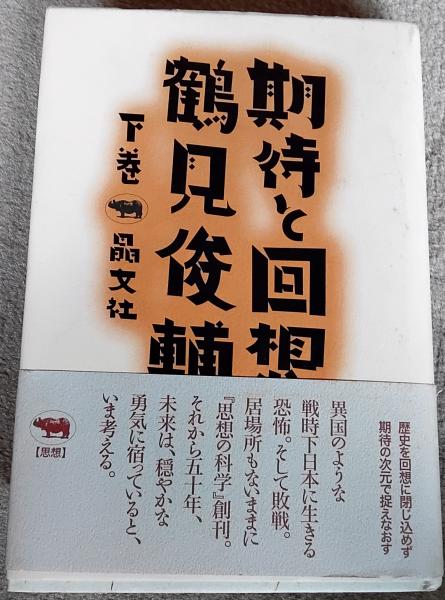 期待と回想
鶴見俊輔
下巻
晶文社
歴史を回想に閉じ込めず
期待の次元で捉えなおす
異国のような
戦時下日本に生きる
恐怖。そして敗戦。
居場所もないままに
『思想の科学』創刊。
それから五十年、
未来は、穏やかな
勇気に宿っていると、
いま考える。
【思想】